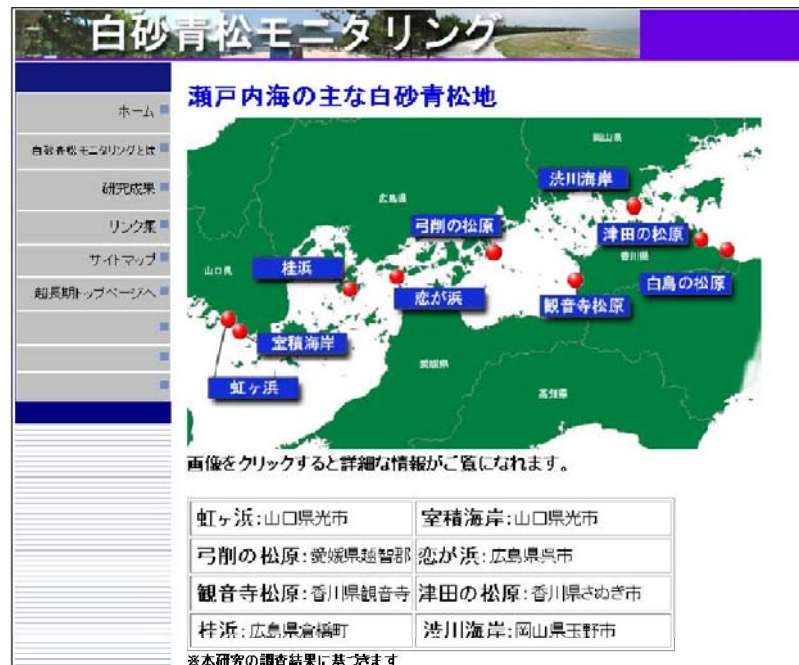 白砂青松モニタリング
ホーム
白砂青松モニタリングとは
研究成果
リンク集
サイトマップ
超長期トップページへ
瀬戸内海の主な白砂青松地
岡山県
渋川海岸
広島県
弓削の松原
津田の松原
香川県
山口県
桂浜
恋が浜
白鳥の松原
観音寺松原
室積海岸
愛媛県
虹ヶ浜
高知県
画像をクリックすると詳細な情報がご覧になれます。
虹ヶ浜:山口県光市 室積海岸:山口県光市
弓削の松原:愛媛県越智郡 恋が浜:広島県呉市
観音寺松原:香川県観音寺 津田の松原:香川県さぬき市
桂浜:広島県倉橋町 渋川海岸:岡山県玉野市
※本研究の調査結果に基づきます